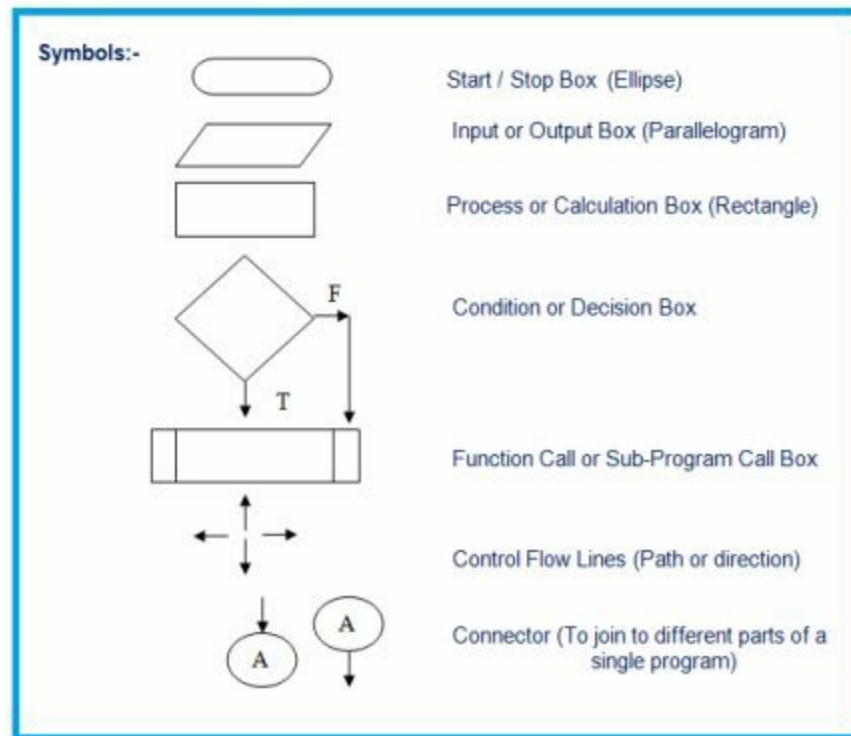 Symbols:-
Start / Stop Box (Ellipse)
Input or Output Box (Parallelogram)
Process or Calculation Box (Rectangle)
F
Condition or Decision Box
T
Function Call or Sub-Program Call Box
Control Flow Lines (Path or direction)
A
A
Connector (To join to different parts of a
single program)